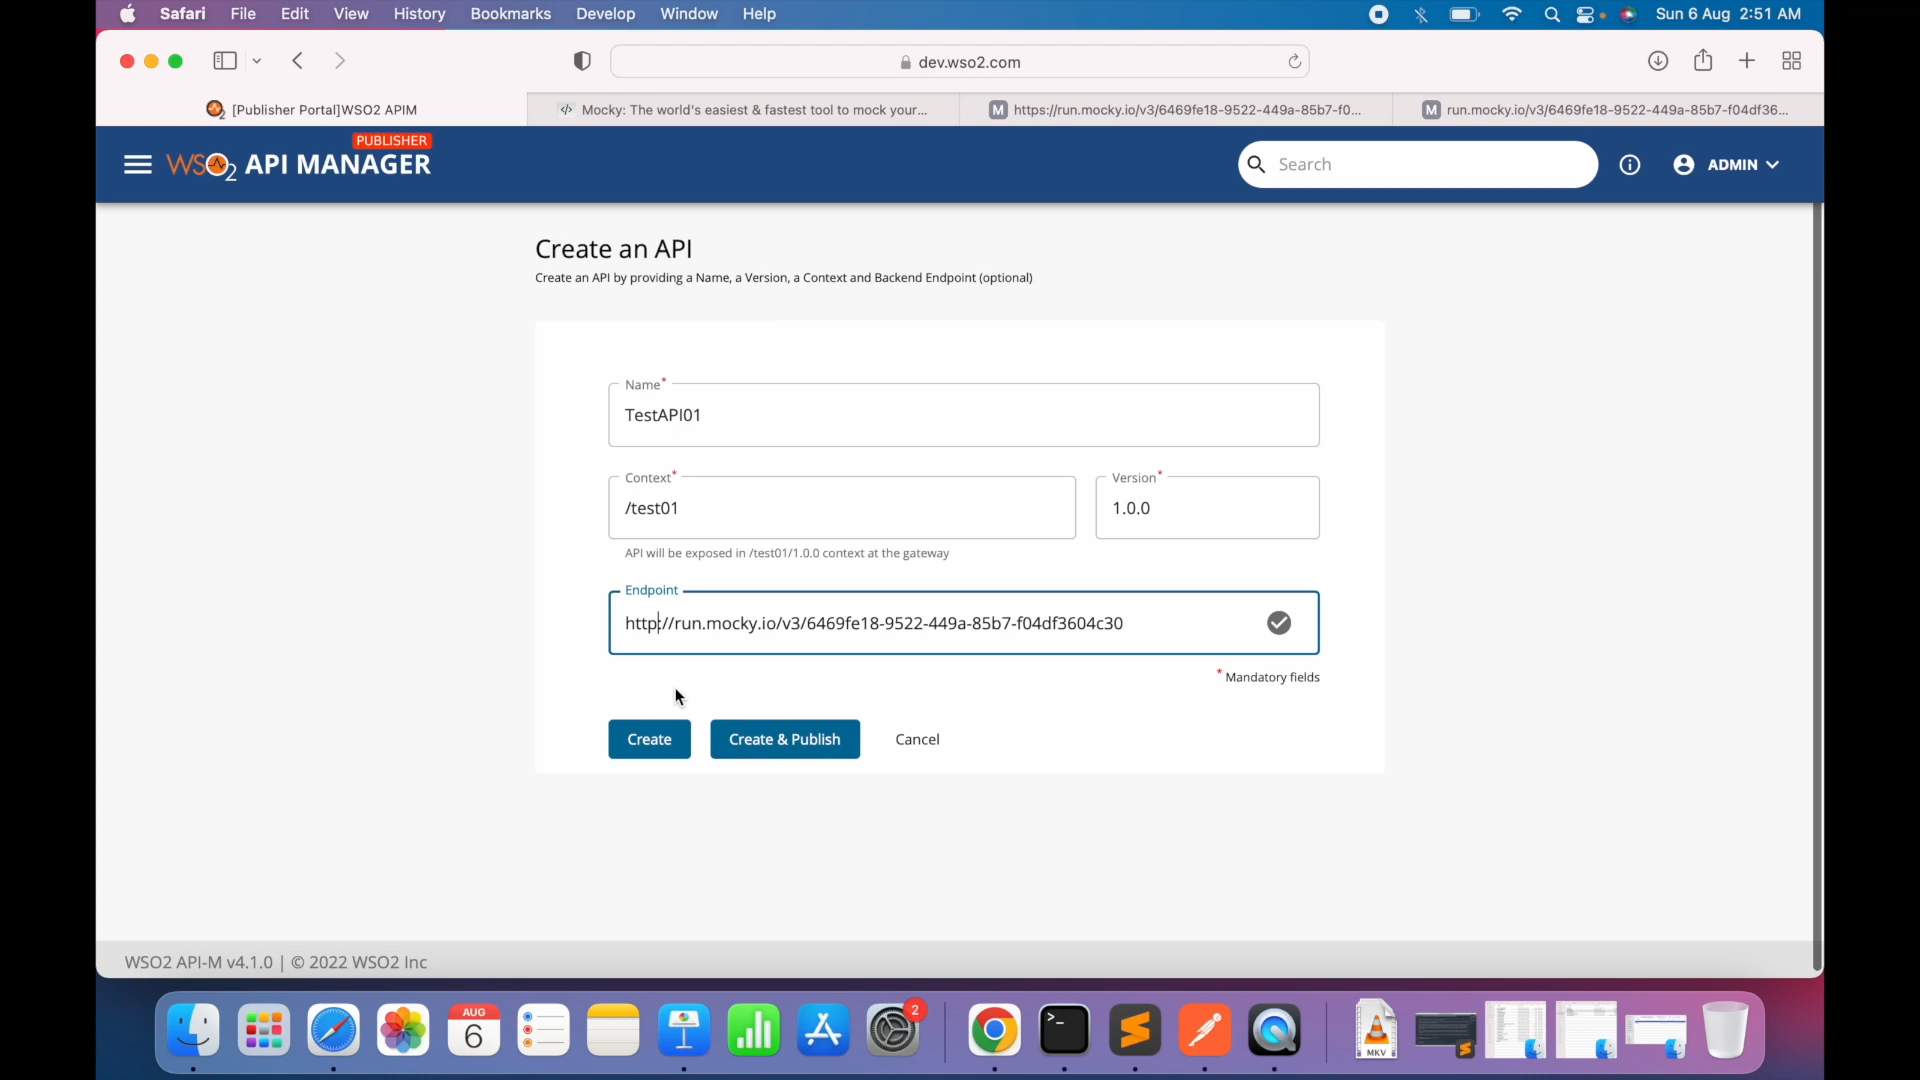 Safari File Edit View History Bookmarks Develop Window Help Sun 6 Aug 2:51 AM
dev.wso2.com
[Publisher Portal]WSO2 APIM
</> Mocky: The world's easiest & fastest tool to mock your...
M https://run.mocky.io/v3/6469fe18-9522-449a-85b7-f0...
M run.mocky.io/v3/6469fe18-9522-449a-85b7-f04df36...
PUBLISHER
WSO2 API MANAGER
Search
ADMIN
Create an API
Create an API by providing a Name, a Version, a Context and Backend Endpoint (optional)
Name*
TestAPI01
Context*
/test01
Version*
1.0.0
API will be exposed in /test01/1.0.0 context at the gateway
Endpoint
http://run.mocky.io/v3/6469fe18-9522-449a-85b7-f04df3604c30
* Mandatory fields
Create Create & Publish Cancel
WSO2 API-M v4.1.0 | © 2022 WSO2 Inc
AUG
6
2
>_
MKV